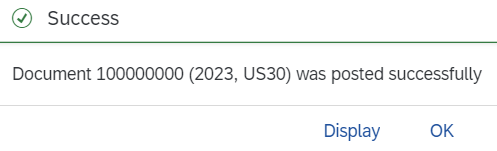 Success
Document 100000000 (2023, US30) was posted successfully
Display OK